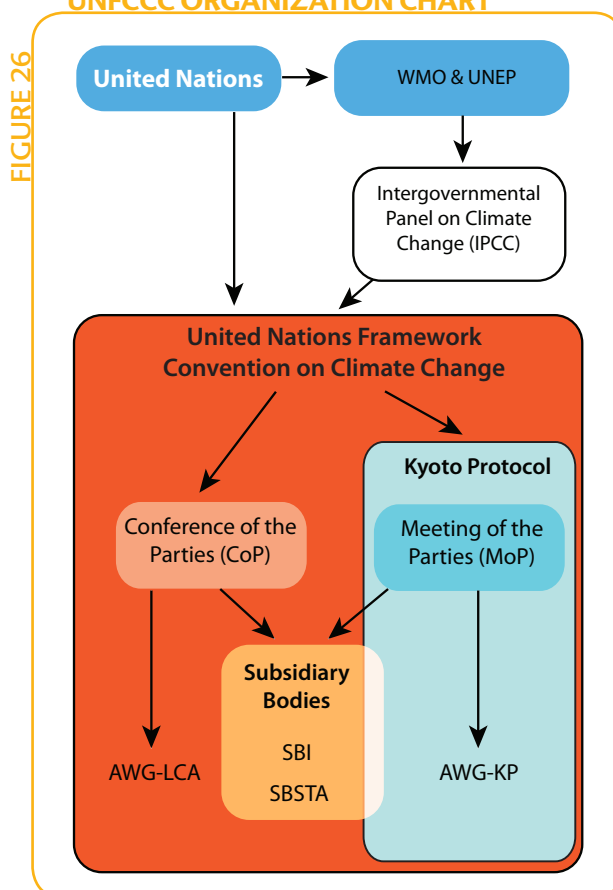 UNFCCC ORGANIZATION CHART
FIGURE 26
United Nations
WMO & UNEP
Intergovernmental
Panel on Climate
Change (IPCC)
United Nations Framework
Convention on Climate Change
Kyoto Protocol
Conference of the
Parties (CoP)
Meeting of the
Parties (MoP)
Subsidiary
Bodies
SBI
SBSTA
AWG-LCA
AWG-KP